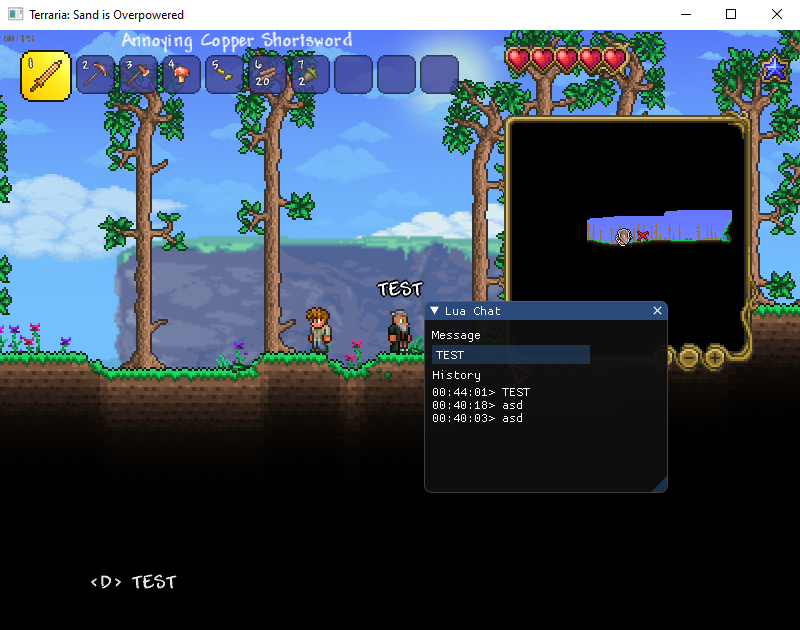 Terraria: Sand is Overpowered
Annoying Copper Shortsword
1 2 3 4 5 6 7
20 2
TEST
Lua Chat
Message
TEST
History
00:44:01> TEST
00:40:18> asd
00:40:03> asd
<D> TEST